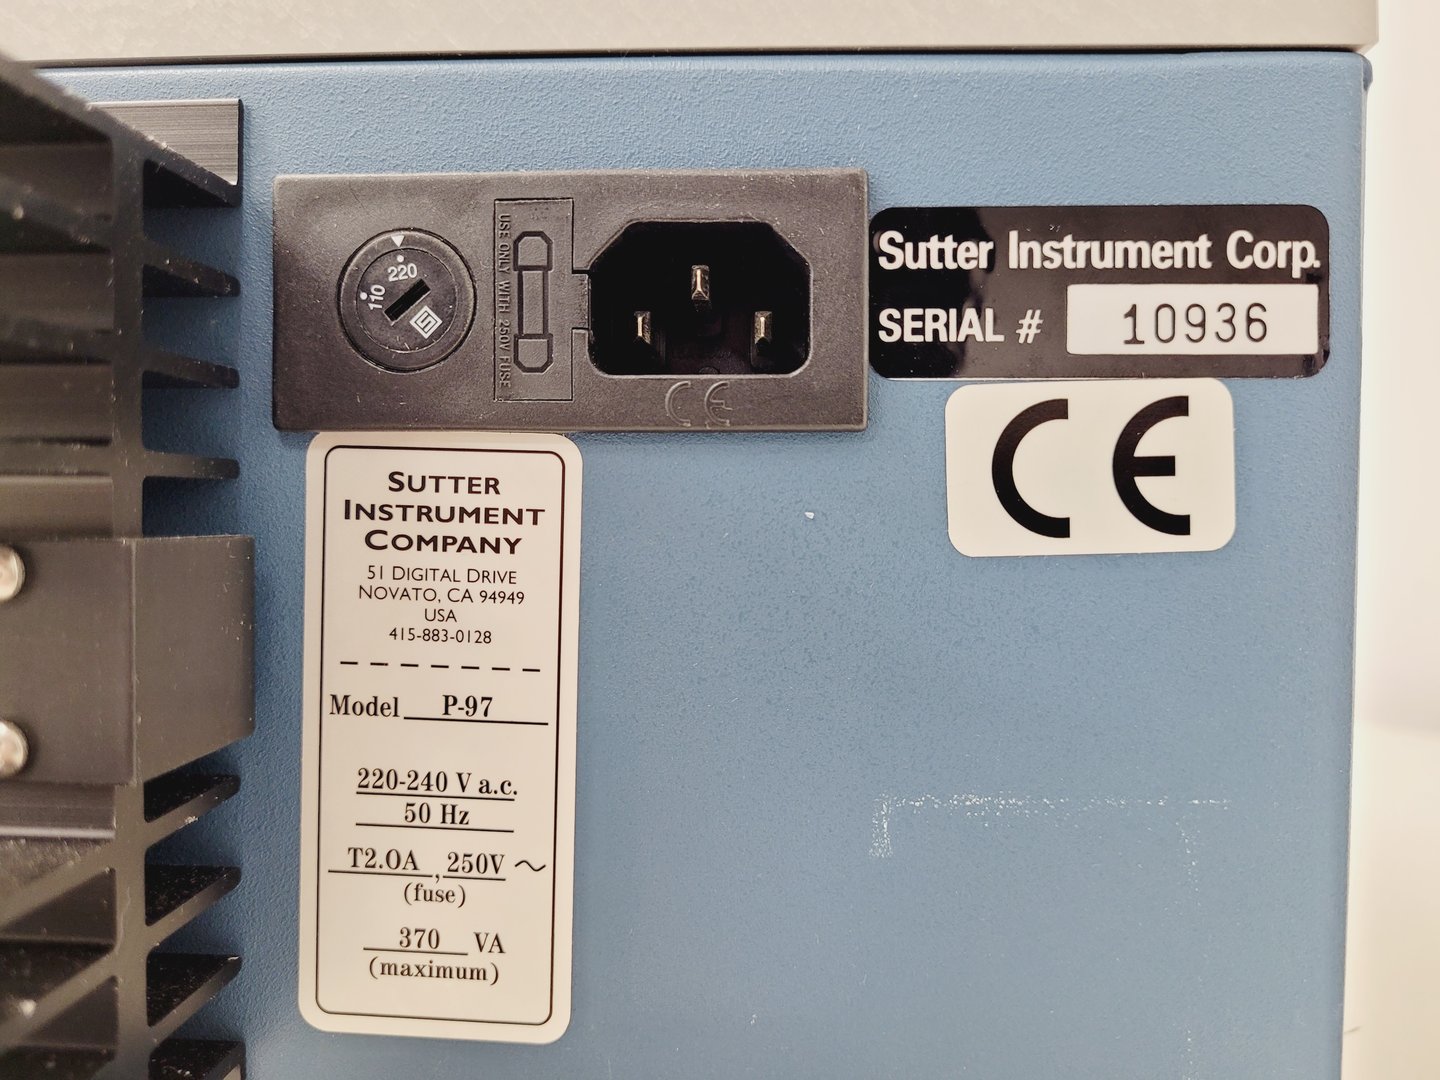 220
110
USE ONLY WITH 250V FUSE
CE
Sutter Instrument Corp.
SERIAL # 10936
CE
SUTTER
INSTRUMENT
COMPANY
51 DIGITAL DRIVE
NOVATO, CA 94949
USA
415-883-0128
Model P-97
220-240 V a.c.
50 Hz
T2.0A, 250V ~
(fuse)
370 VA
(maximum)